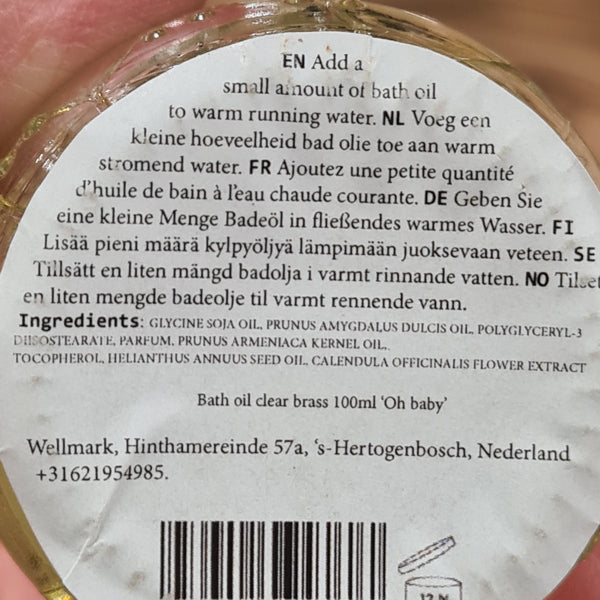 EN Add a
small amount of bath oil
to warm running water. NL Voeg een
kleine hoeveelheid bad olie toe aan warm
stromend water. FR Ajoutez une petite quantité
d'huile de bain à l'eau chaude courante. DE Geben Sie
eine kleine Menge Badeöl in fließendes warmes Wasser. FI
Lisää pieni määrä kylpyöljyä lämpimään juoksevaan veteen. SE
Tillsätt en liten mängd badolja i varmt rinnande vatten. NO Tilset
en liten mengde badeolje til varmt rennende vann.
Ingredients: GLYCINE SOJA OIL, PRUNUS AMYGDALUS DULCIS OIL, POLYGLYCERYL-3
DIISOSTEARATE, PARFUM, PRUNUS ARMENIACA KERNEL OIL,
TOCOPHEROL, HELIANTHUS ANNUUS SEED OIL, CALENDULA OFFICINALIS FLOWER EXTRACT
Bath oil clear brass 100ml 'Oh baby'
Wellmark, Hinthamereinde 57a, 's-Hertogenbosch, Nederland
+31621954985.